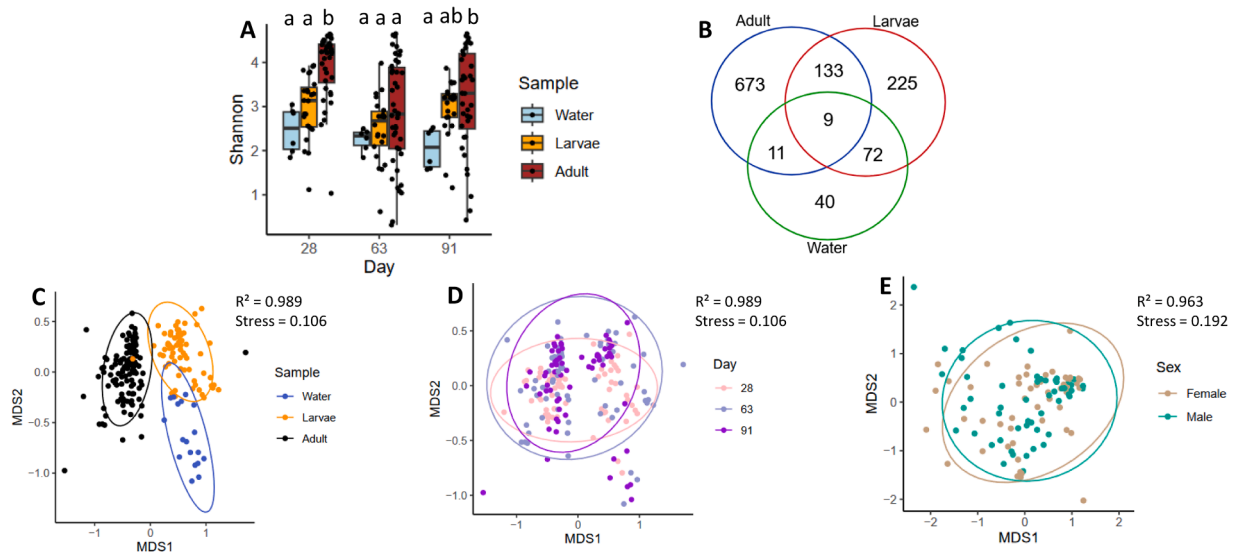 A
a a b a a a a ab b
Shannon
4
3
2
1
28 63 91
Day
Sample
Water
Larvae
Adult
B
Adult Larvae
673 133 225
9
11 72
40
Water
C
R² = 0.989
Stress = 0.106
MDS2
0.5
0.0
−0.5
−1.0
−1 0 1
MDS1
Sample
Water
Larvae
Adult
D
R² = 0.989
Stress = 0.106
MDS2
0.5
0.0
−0.5
−1.0
−1 0 1
MDS1
Day
28
63
91
E
R² = 0.963
Stress = 0.192
MDS2
2
1
0
−1
−2
−2 −1 0 1 2
MDS1
Sex
Female
Male